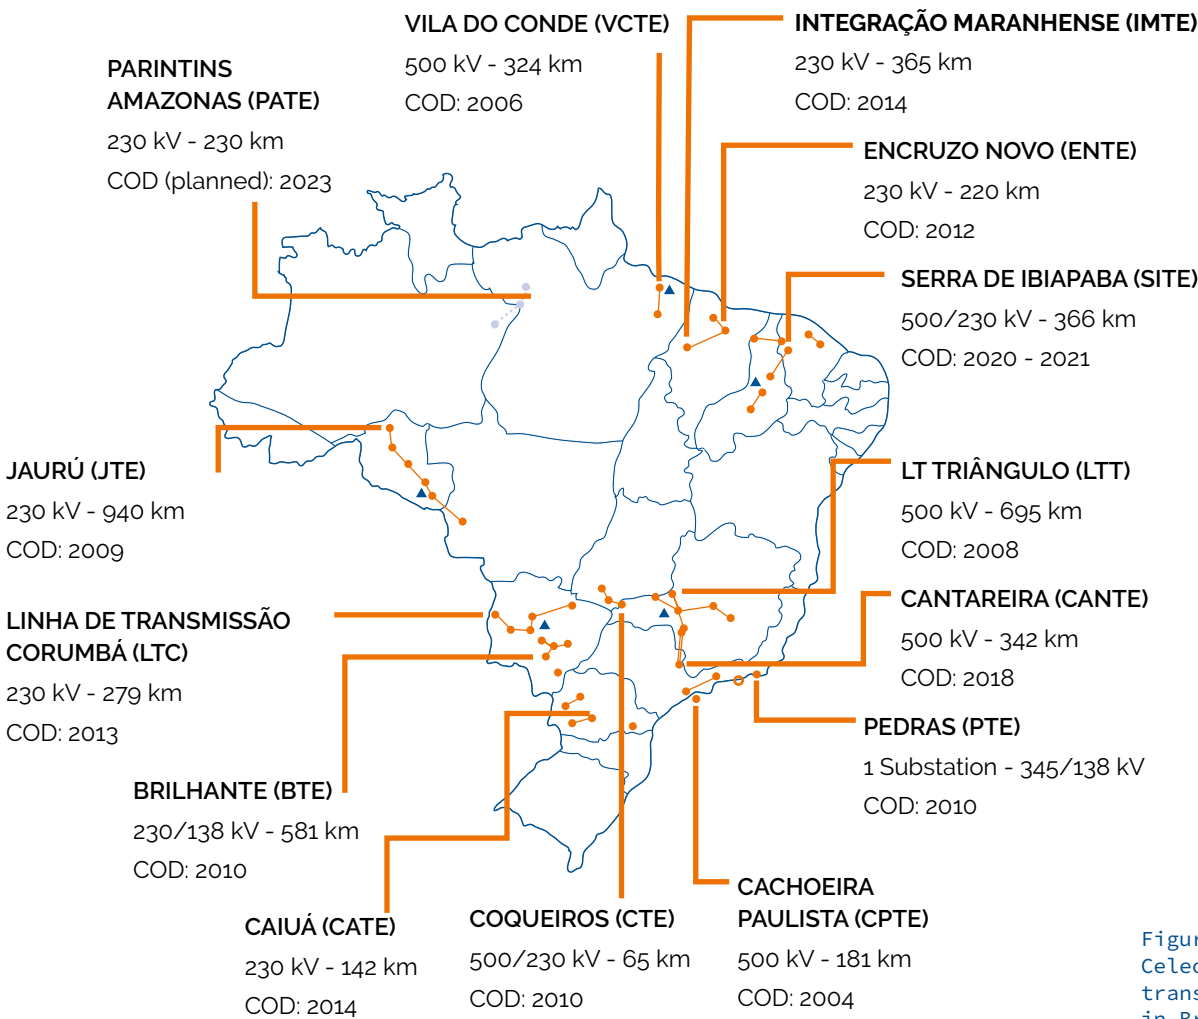 VILA DO CONDE (VCTE)
500 kV - 324 km
COD: 2006
INTEGRAÇÃO MARANHENSE (IMTE)
230 kV - 365 km
COD: 2014
PARINTINS
AMAZONAS (PATE)
230 kV - 230 km
COD (planned): 2023
ENCRUZO NOVO (ENTE)
230 kV - 220 km
COD: 2012
SERRA DE IBIAPABA (SITE)
500/230 kV - 366 km
COD: 2020 - 2021
JAURÚ (JTE)
230 kV - 940 km
COD: 2009
LT TRIÂNGULO (LTT)
500 kV - 695 km
COD: 2008
LINHA DE TRANSMISSÃO
CORUMBÁ (LTC)
230 kV - 279 km
COD: 2013
CANTAREIRA (CANTE)
500 kV - 342 km
COD: 2018
PEDRAS (PTE)
1 Substation - 345/138 kV
COD: 2010
BRILHANTE (BTE)
230/138 kV - 581 km
COD: 2010
CAIUÁ (CATE)
230 kV - 142 km
COD: 2014
COQUEIROS (CTE)
500/230 kV - 65 km
COD: 2010
CACHOEIRA
PAULISTA (CPTE)
500 kV - 181 km
COD: 2004
Figur
Celec
trans
in Br